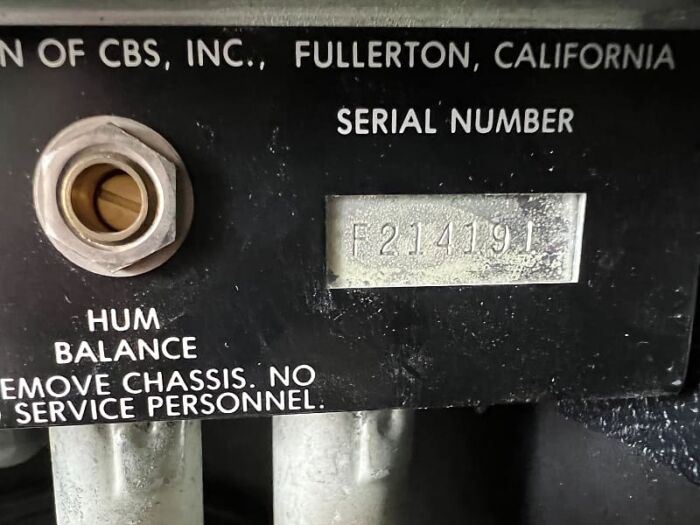 N OF CBS, INC., FULLERTON, CALIFORNIA
SERIAL NUMBER
F214191
HUM
BALANCE
EMOVE CHASSIS. NO
SERVICE PERSONNEL.